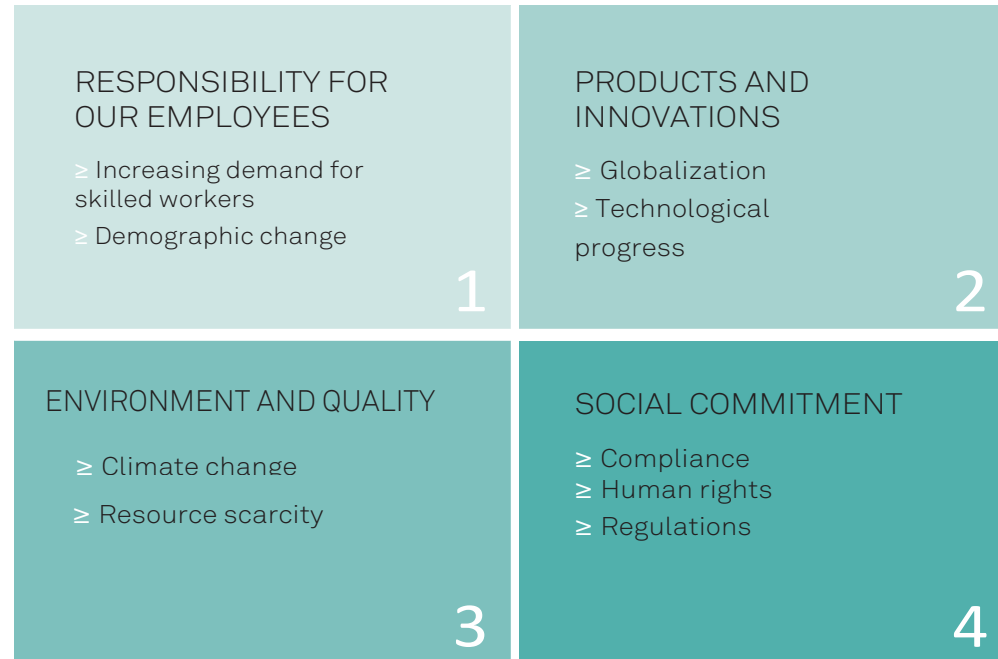 RESPONSIBILITY FOR
OUR EMPLOYEES
≥ Increasing demand for
skilled workers
≥ Demographic change
1
PRODUCTS AND
INNOVATIONS
≥ Globalization
≥ Technological
progress
2
ENVIRONMENT AND QUALITY
≥ Climate change
≥ Resource scarcity
3
SOCIAL COMMITMENT
≥ Compliance
≥ Human rights
≥ Regulations
4